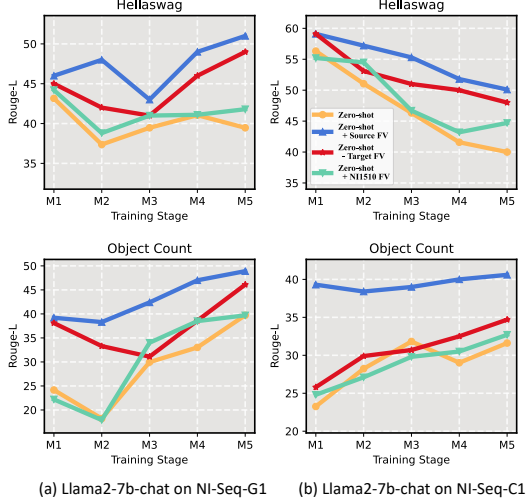 Hellaswag
Rouge-L
50
45
40
35
M1 M2 M3 M4 M5
Training Stage
Hellaswag
Rouge-L
60
55
50
45
40
35
Zero-shot
Zero-shot
+ Source FV
Zero-shot
- Target FV
Zero-shot
+ NI1510 FV
M1 M2 M3 M4 M5
Training Stage
Object Count
Rouge-L
50
45
40
35
30
25
20
M1 M2 M3 M4 M5
Training Stage
Object Count
Rouge-L
40
35
30
25
20
M1 M2 M3 M4 M5
Training Stage
(a) Llama2-7b-chat on NI-Seq-G1
(b) Llama2-7b-chat on NI-Seq-C1